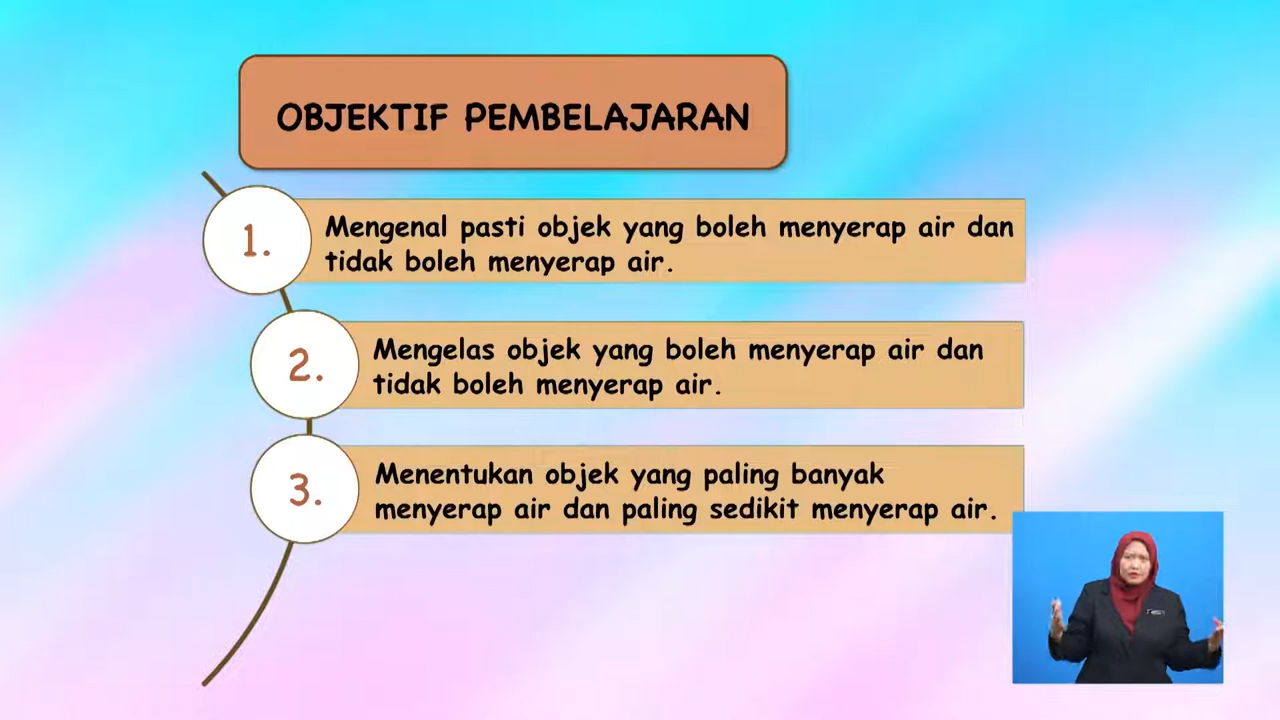 OBJEKTIF PEMBELAJARAN
1.
Mengenal pasti objek yang boleh menyerap air dan
tidak boleh menyerap air.
2.
Mengelas objek yang boleh menyerap air dan
tidak boleh menyerap air.
3.
Menentukan objek yang paling banyak
menyerap air dan paling sedikit menyerap air.